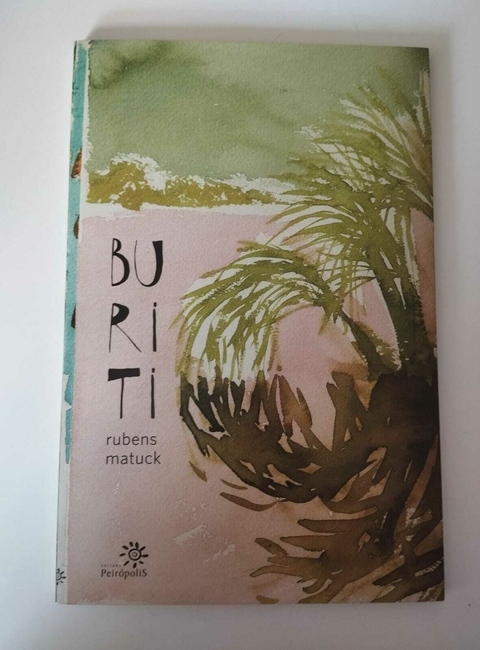 BU
Ri
Ti
rubens
matuck
EDITORA
PeirópoliS